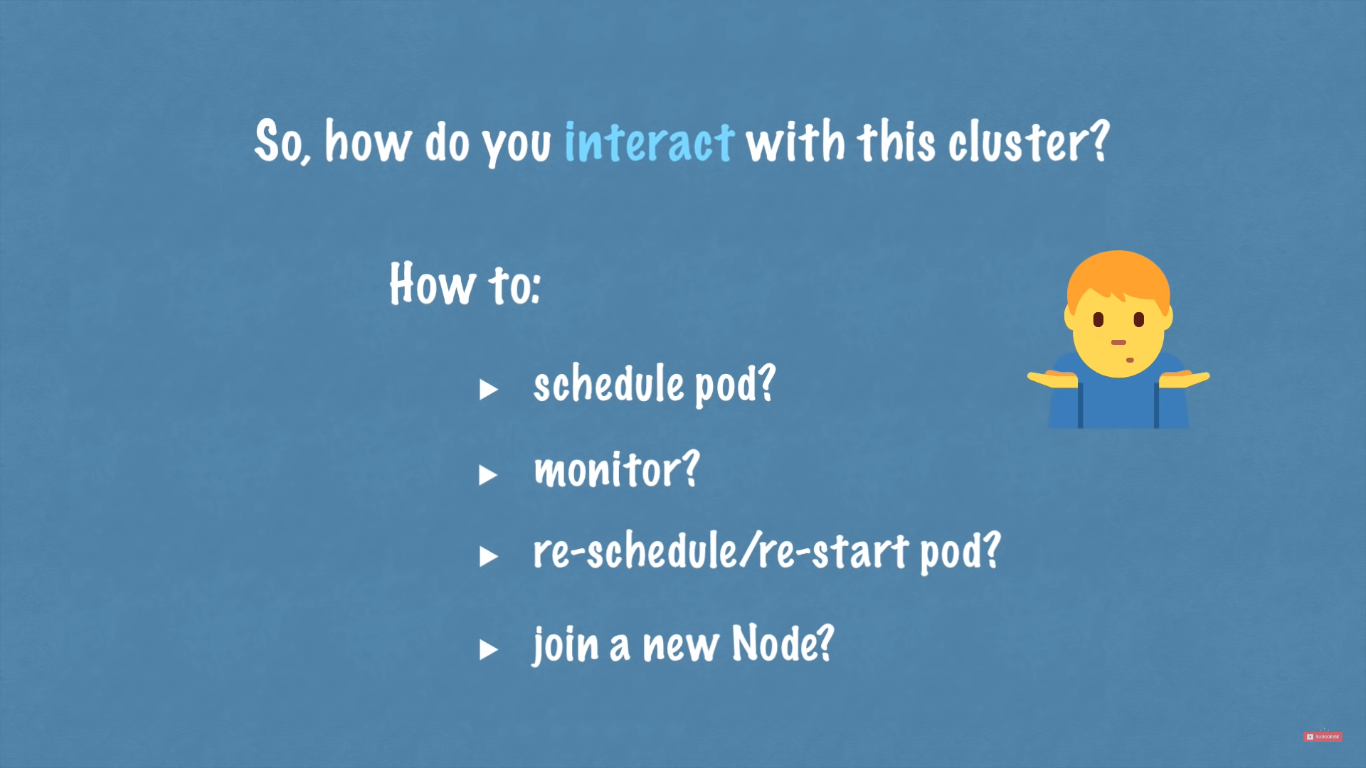 So, how do you interact with this cluster?
How to:
schedule pod?
monitor?
re-schedule/re-start pod?
join a new Node?
SUBSCRIBE